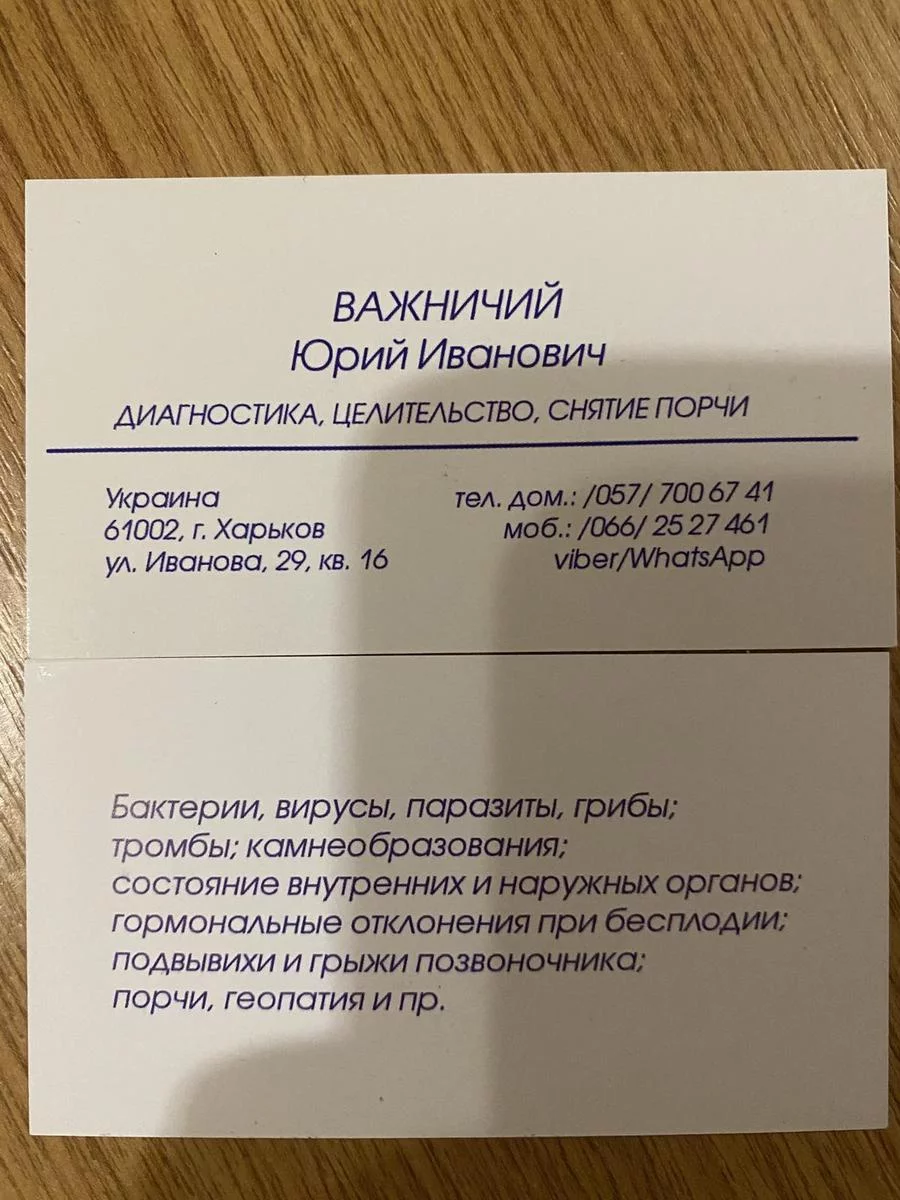 ВАЖНИЧИЙ
Юрий Иванович
ДИАГНОСТИКА, ЦЕЛИТЕЛЬСТВО, СНЯТИЕ ПОРЧИ
Украина
61002, г. Харьков
ул. Иванова, 29, кв. 16
тел. дом.: /057/ 700 67 41
моб.: /066/ 25 27 461
viber/WhatsApp
Бактерии, вирусы, паразиты, грибы;
тромбы; камнеобразования;
состояние внутренних и наружных органов;
гормональные отклонения при бесплодии;
подвывихи и грыжи позвоночника;
порчи, геопатия и пр.